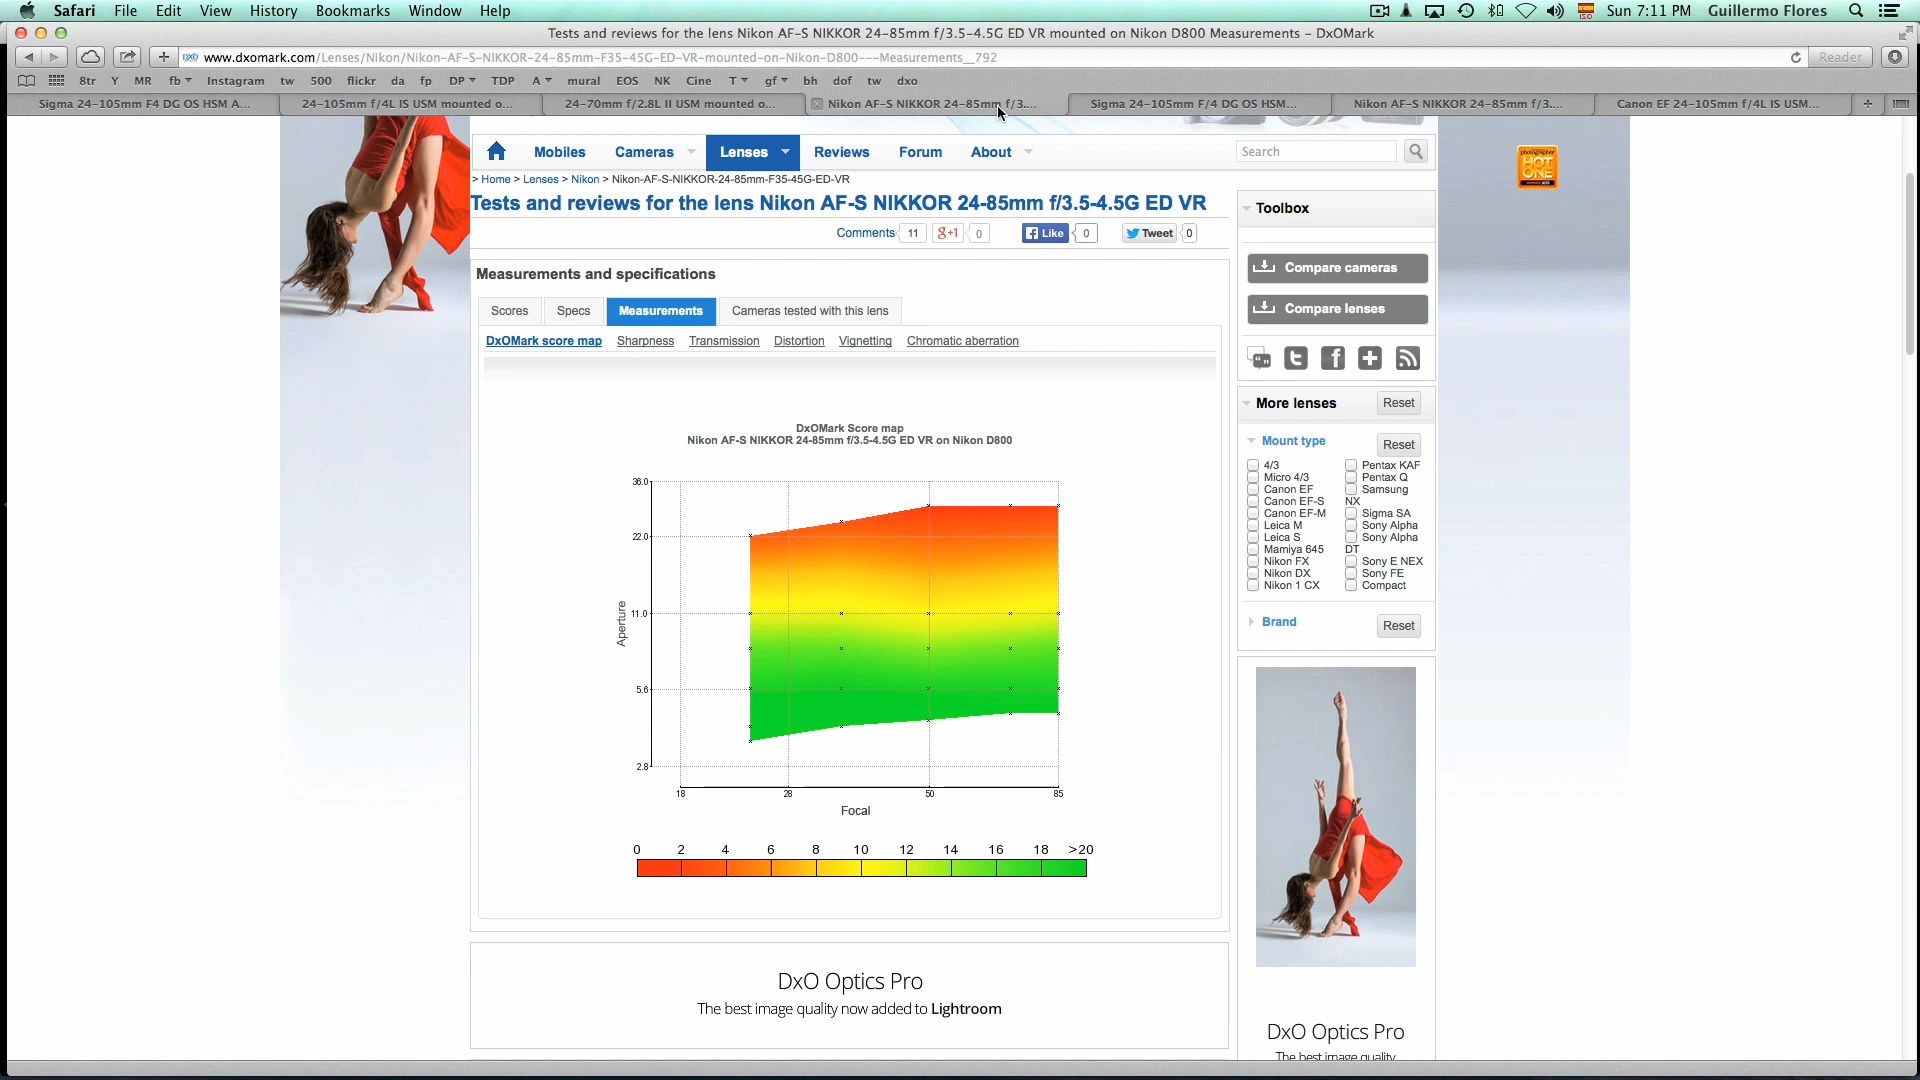 Safari File Edit View History Bookmarks Window Help Sun 7:11 PM Guillermo Flores
Tests and reviews for the lens Nikon AF-S NIKKOR 24-85mm f/3.5-4.5G ED VR mounted on Nikon D800 Measurements – DxOMark
www.dxomark.com/Lenses/Nikon/Nikon-AF-S-NIKKOR-24-85mm-F35-45G-ED-VR-mounted-on-Nikon-D800---Measurements__792 Reader
8tr Y MR fb Instagram tw 500 flickr da fp DP TDP A mural EOS NK Cine T gf bh dof tw dxo
Sigma 24-105mm F4 DG OS HSM A... 24-105mm f/4L IS USM mounted o... 24-70mm f/2.8L II USM mounted o... Nikon AF-S NIKKOR 24-85mm f/3.... Sigma 24-105mm F/4 DG OS HSM... Nikon AF-S NIKKOR 24-85mm f/3.... Canon EF 24-105mm f/4L IS USM...
Mobiles Cameras Lenses Reviews Forum About Search
HOT ONE
> Home > Lenses > Nikon > Nikon-AF-S-NIKKOR-24-85mm-F35-45G-ED-VR
Tests and reviews for the lens Nikon AF-S NIKKOR 24-85mm f/3.5-4.5G ED VR
Comments 11 g+1 0 Like 0 Tweet 0
Measurements and specifications
Scores Specs Measurements Cameras tested with this lens
DxOMark score map Sharpness Transmission Distortion Vignetting Chromatic aberration
DxOMark Score map
Nikon AF-S NIKKOR 24-85mm f/3.5-4.5G ED VR on Nikon D800
36.0
22.0
11.0
5.6
2.8
Aperture
18 28 50 85
Focal
0 2 4 6 8 10 12 14 16 18 >20
DxO Optics Pro
The best image quality now added to Lightroom
Toolbox
Compare cameras
Compare lenses
More lenses Reset
Mount type Reset
4/3 Pentax KAF
Micro 4/3 Pentax Q
Canon EF Samsung
Canon EF-S NX
Canon EF-M Sigma SA
Leica M Sony Alpha
Leica S Sony Alpha
Mamiya 645 DT
Nikon FX Sony E NEX
Nikon DX Sony FE
Nikon 1 CX Compact
Brand Reset
DxO Optics Pro
The best image quality